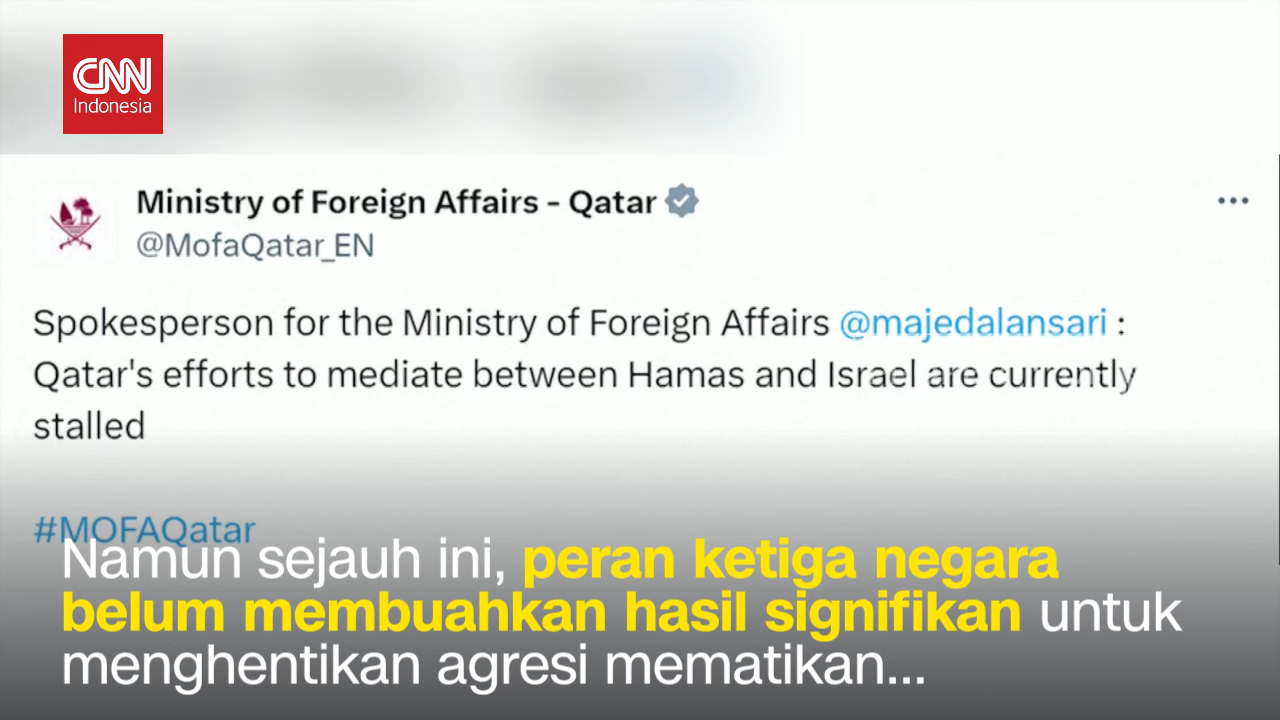 CNN
Indonesia
Ministry of Foreign Affairs - Qatar
@MofaQatar_EN
Spokesperson for the Ministry of Foreign Affairs @majedalansari :
Qatar's efforts to mediate between Hamas and Israel are currently
stalled
#MOFAQatar
Namun sejauh ini, peran ketiga negara
belum membuahkan hasil signifikan untuk
menghentikan agresi mematikan...